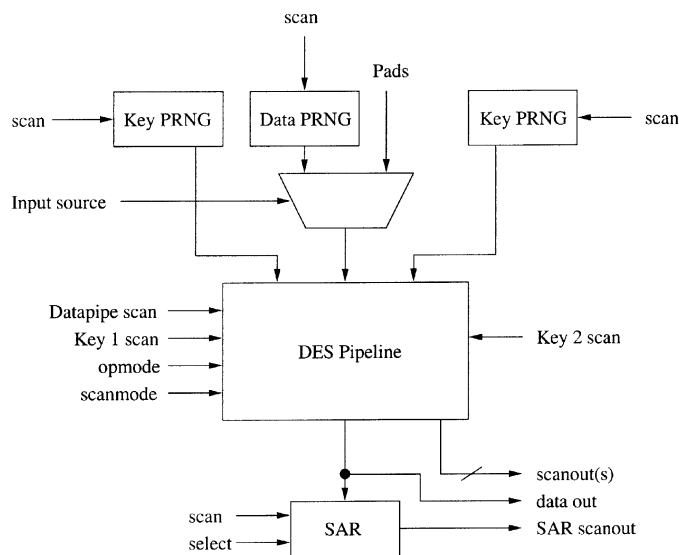 scan
Pads
scan
Key PRNG
Data PRNG
Key PRNG
scan
Input source
Datapipe scan
Key 1 scan
opmode
scanmode
DES Pipeline
Key 2 scan
scanout(s)
data out
SAR scanout
scan
select
SAR